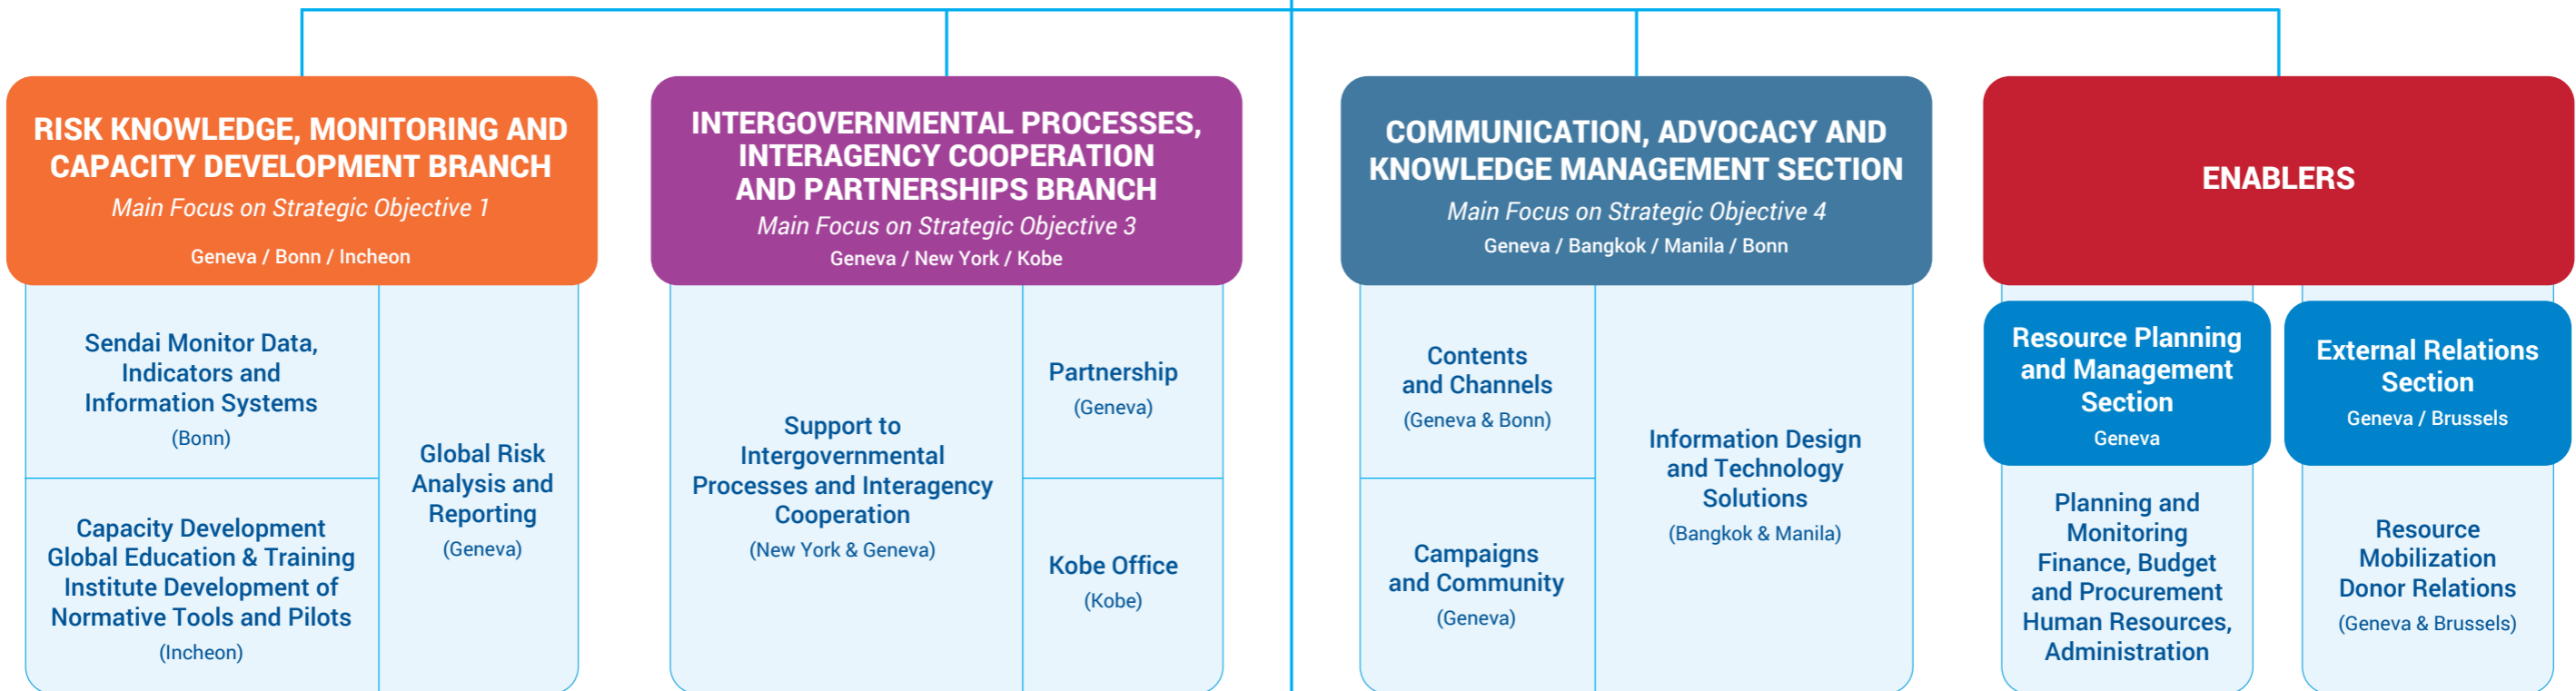 RISK KNOWLEDGE, MONITORING AND
CAPACITY DEVELOPMENT BRANCH
Main Focus on Strategic Objective 1
Geneva / Bonn / Incheon
Sendai Monitor Data,
Indicators and
Information Systems
(Bonn)
Capacity Development
Global Education & Training
Institute Development of
Normative Tools and Pilots
(Incheon)
Global Risk
Analysis and
Reporting
(Geneva)
INTERGOVERNMENTAL PROCESSES,
INTERAGENCY COOPERATION
AND PARTNERSHIPS BRANCH
Main Focus on Strategic Objective 3
Geneva / New York / Kobe
Support to
Intergovernmental
Processes and Interagency
Cooperation
(New York & Geneva)
Partnership
(Geneva)
Kobe Office
(Kobe)
COMMUNICATION, ADVOCACY AND
KNOWLEDGE MANAGEMENT SECTION
Main Focus on Strategic Objective 4
Geneva / Bangkok / Manila / Bonn
Contents
and Channels
(Geneva & Bonn)
Campaigns
and Community
(Geneva)
Information Design
and Technology
Solutions
(Bangkok & Manila)
ENABLERS
Resource Planning
and Management
Section
Geneva
Planning and
Monitoring
Finance, Budget
and Procurement
Human Resources,
Administration
External Relations
Section
Geneva / Brussels
Resource
Mobilization
Donor Relations
(Geneva & Brussels)